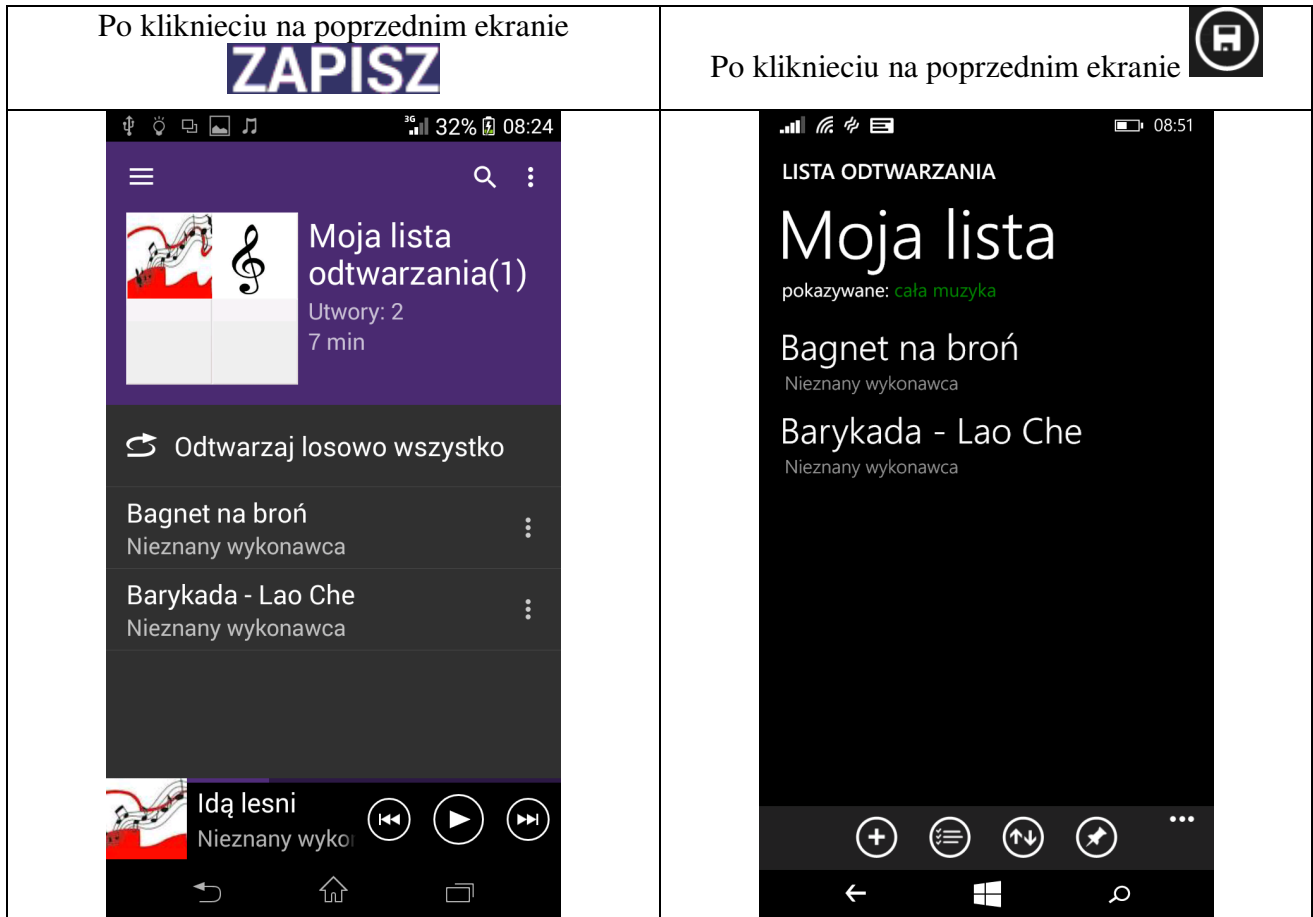 Po kliknieciu na poprzednim ekranie
ZAPISZ
Po kliknieciu na poprzednim ekranie
3G 32% 08:24
Moja lista
odtwarzania(1)
Utwory: 2
7 min
Odtwarzaj losowo wszystko
Bagnet na broń
Nieznany wykonawca
Barykada - Lao Che
Nieznany wykonawca
Idą lesni
Nieznany wyko
08:51
LISTA ODTWARZANIA
Moja lista
pokazywane: cała muzyka
Bagnet na broń
Nieznany wykonawca
Barykada - Lao Che
Nieznany wykonawca